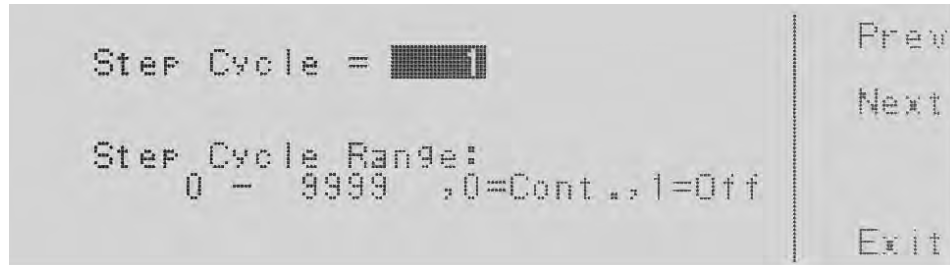 Step Cycle = 1
Step Cycle Range:
0 - 9999 ,0=Cont.,1=Off
Prev
Next
Exit